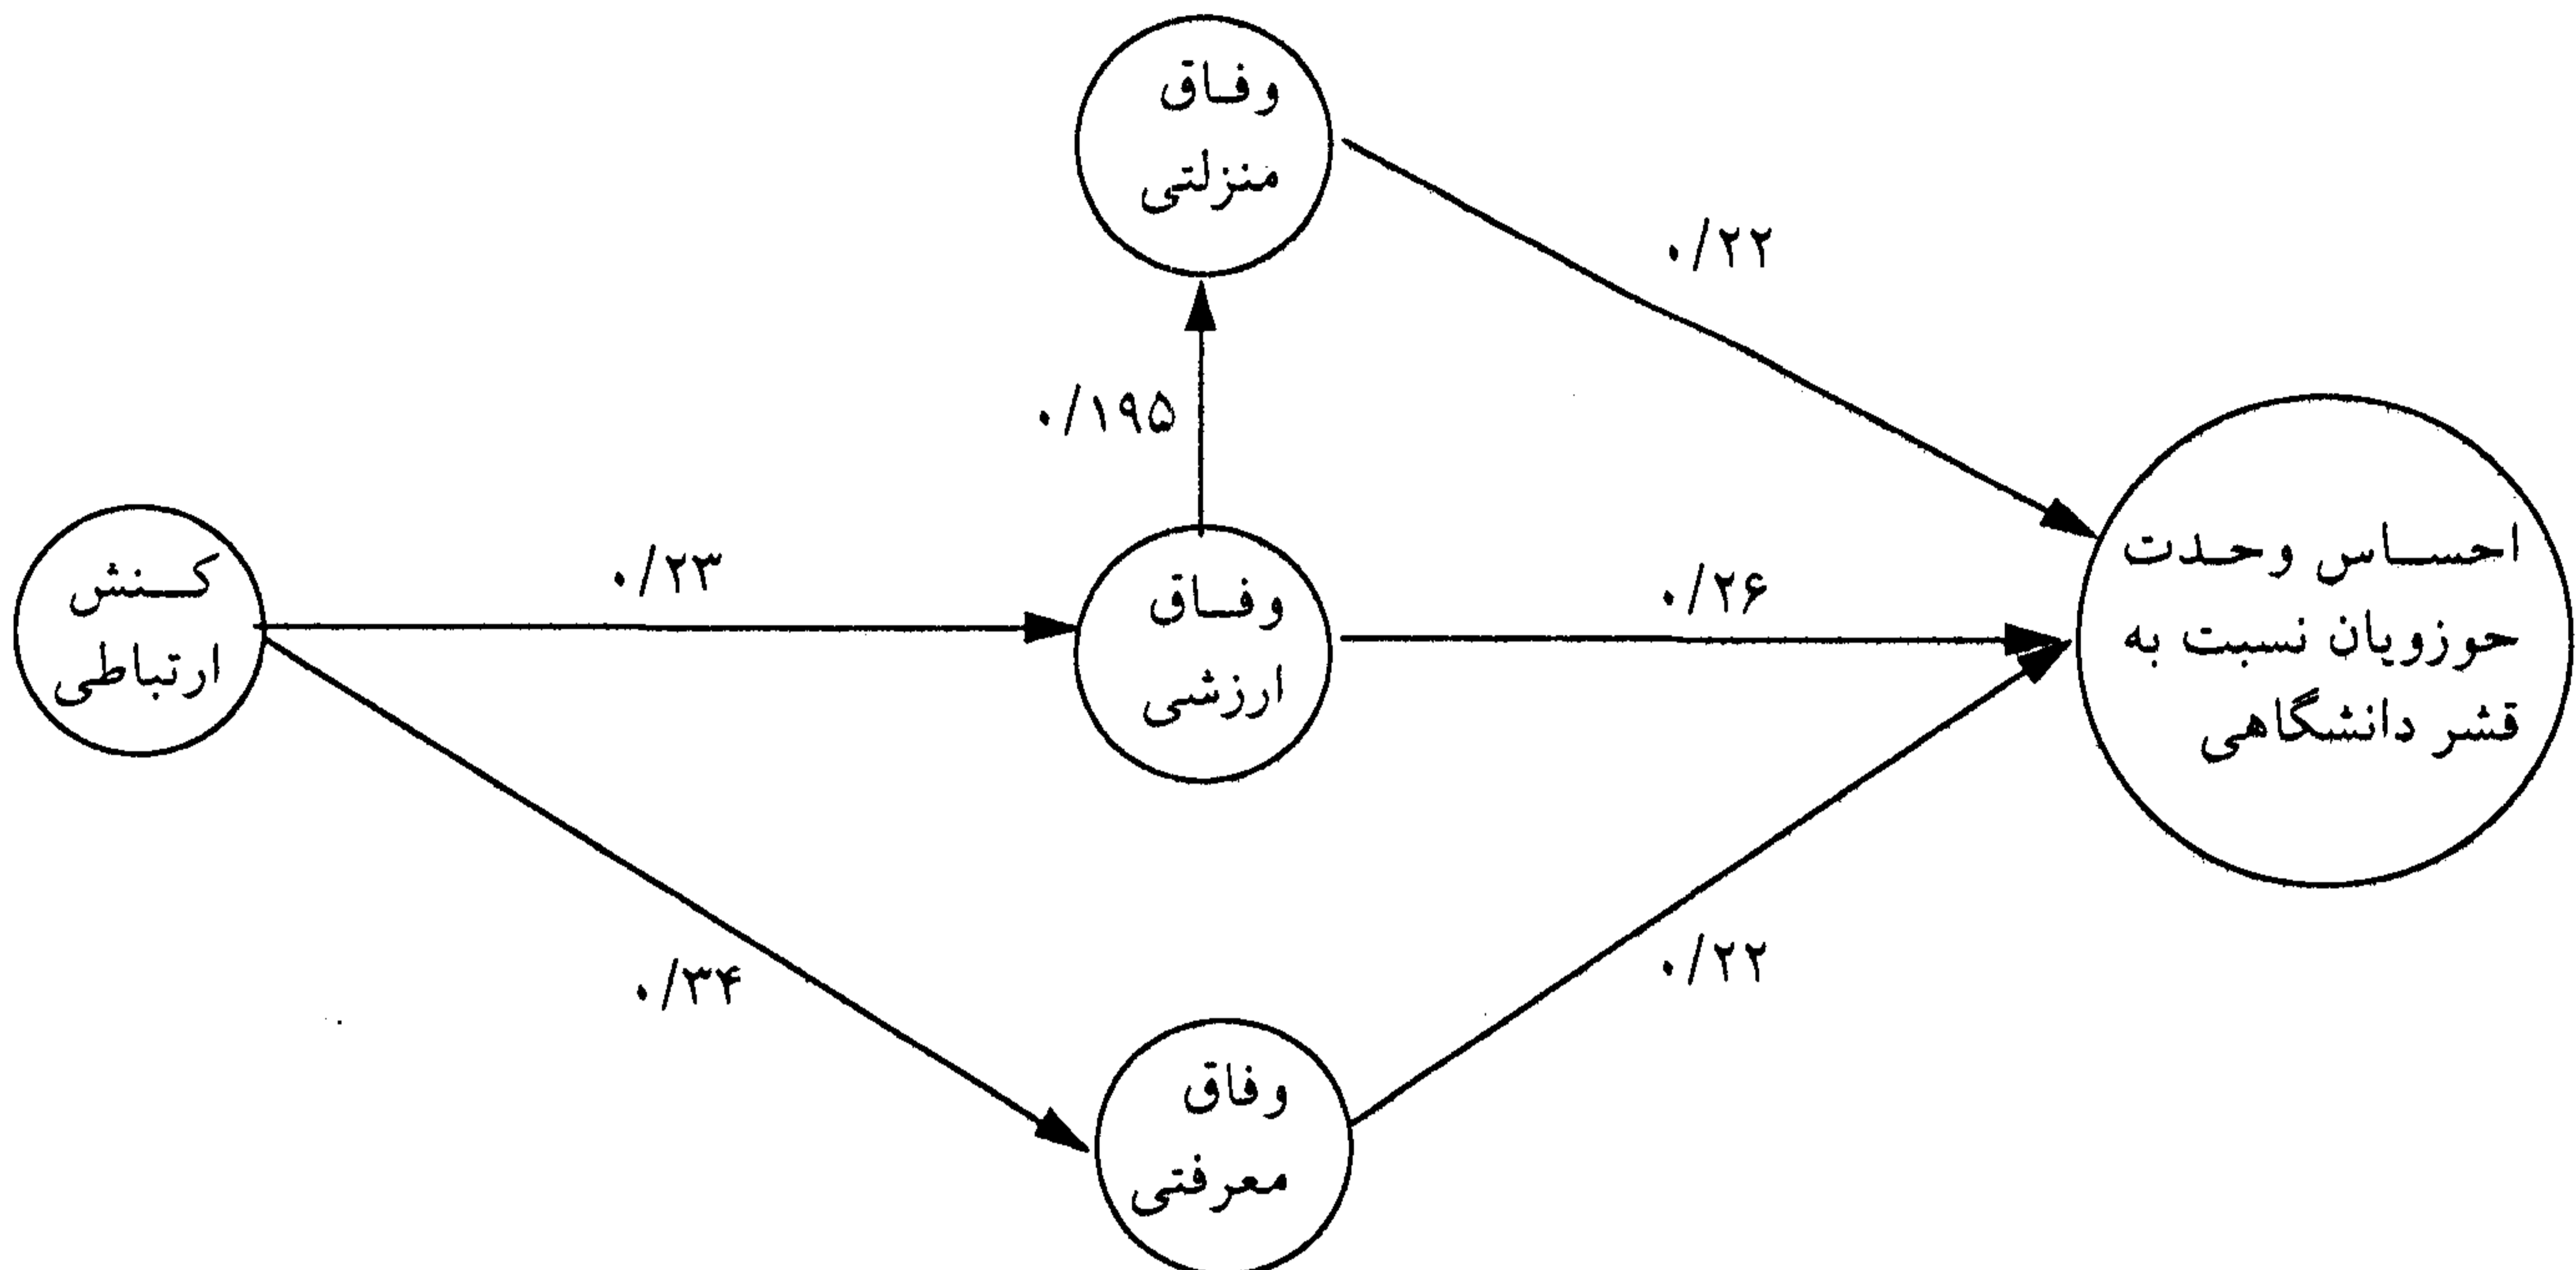 وفاق
منزلتی
۰/۲۲
۰/۱۹۵
احساس وحدت
حوزویان نسبت به
قشر دانشگاهی
۰/۲۶
وفاق
ارزشی
۰/۲۳
کنش
ارتباطی
۰/۲۲
۰/۳۴
وفاق
معرفتی